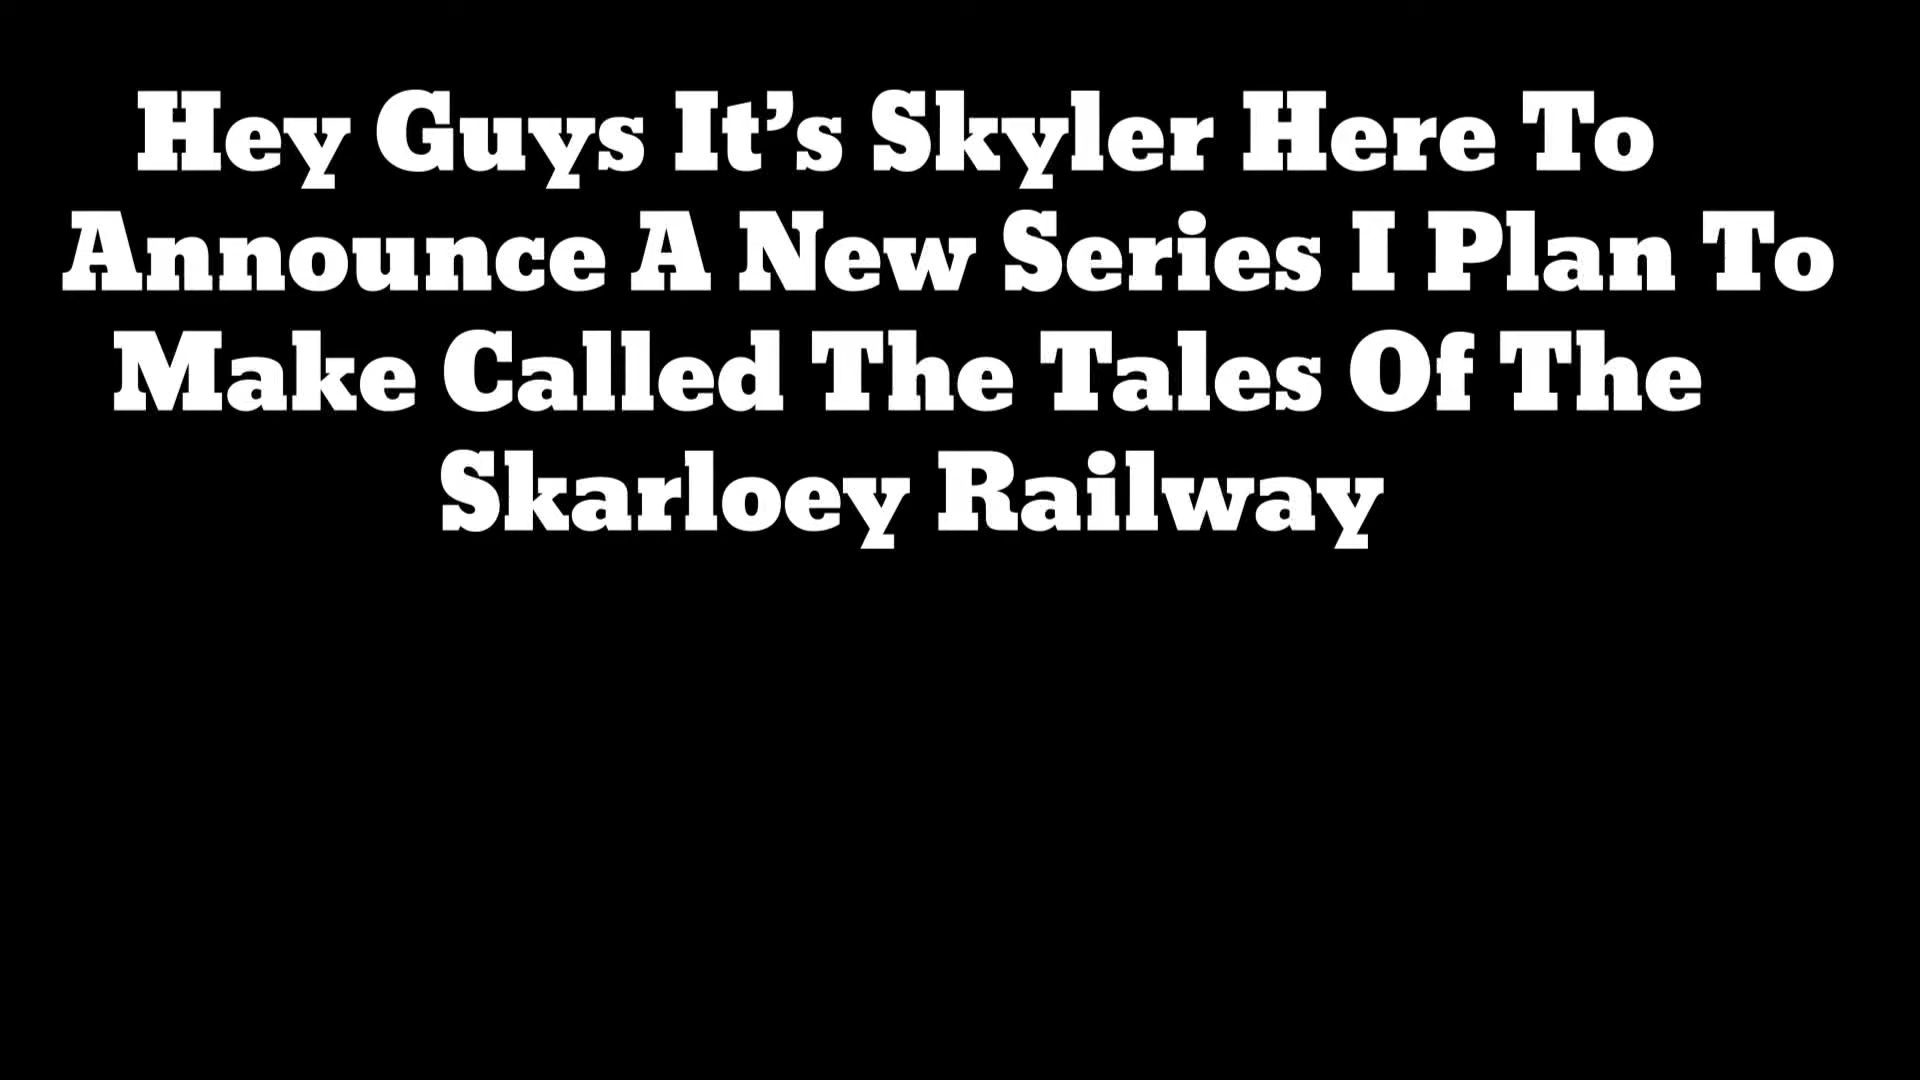 Hey Guys It’s Skyler Here To
Announce A New Series I Plan To
Make Called The Tales Of The
Skarloey Railway